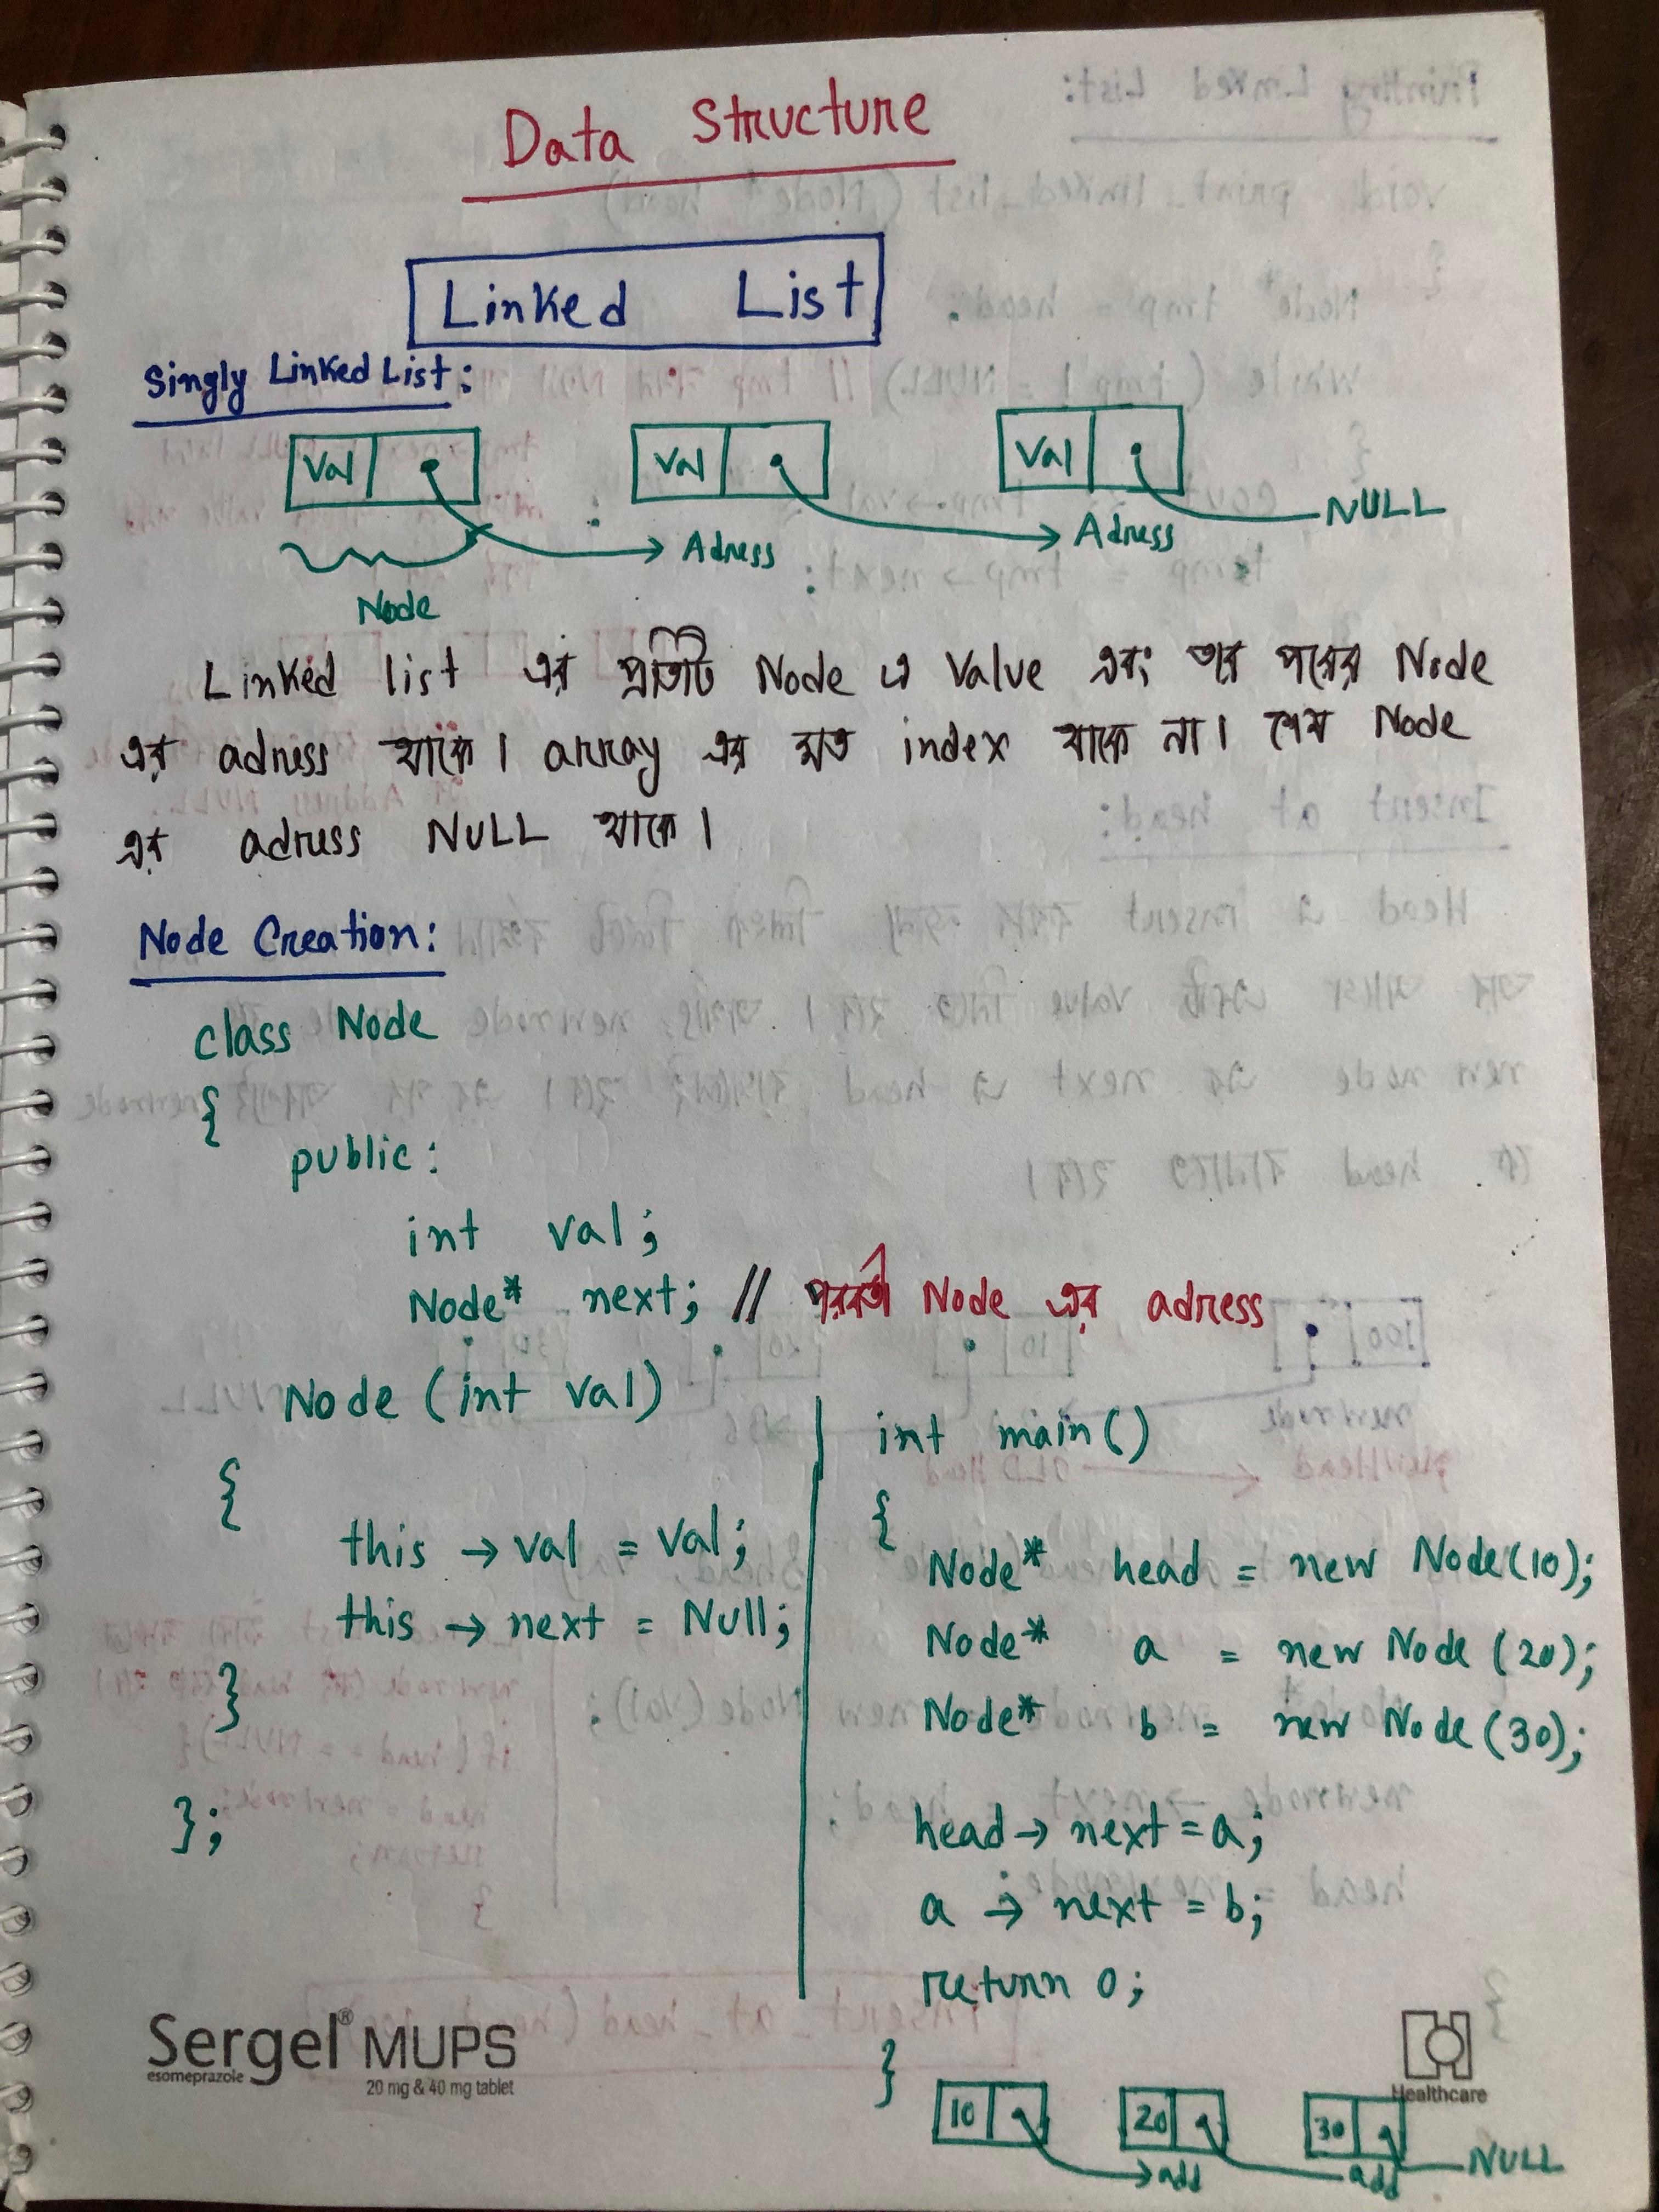 Data Structure
Linked List
Singly Linked List:
Val Val Val
NULL
Adress Adress
Node
Linked list এর প্রতিটি Node এ Value এবং তার পরের Node
এর adress থাকে। array এর মত index থাকে না। শেষ Node
এর adress NULL থাকে।
Node Creation:
class Node
{
public:
int val;
Node* next; // পরবর্তী Node এর adress
Node (int val)
{
this → val = val;
this → next = Null;
}
};
int main()
{
Node* head = new Node(10);
Node* a = new Node (20);
Node* b = new Node (30);
head → next = a;
a → next = b;
return 0;
}
10 20 30
add add NULL
Sergel® MUPS
esomeprazole
20 mg & 40 mg tablet
Healthcare